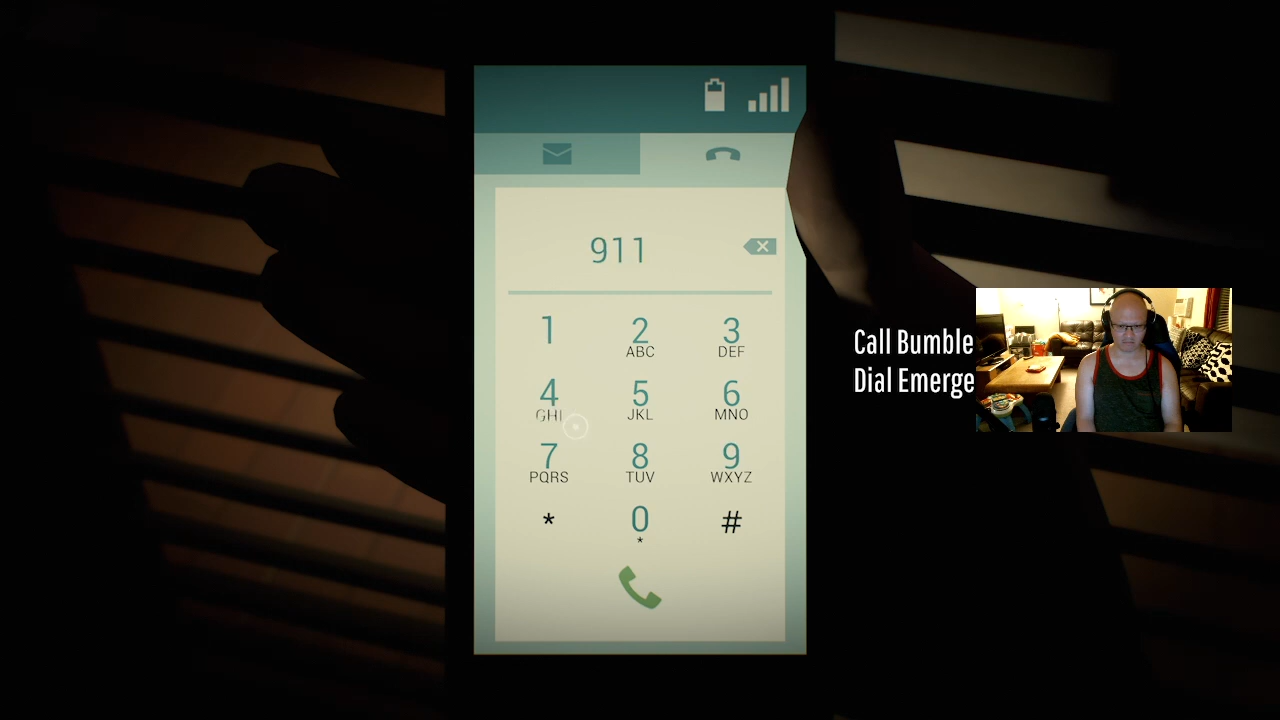 911
1
2
3
ABC
DEF
4
5
6
GHI
JKL
MNO
7
8
9
PQRS
TUV
WXYZ
*
0
#
*
Call Bumble
Dial Emerge